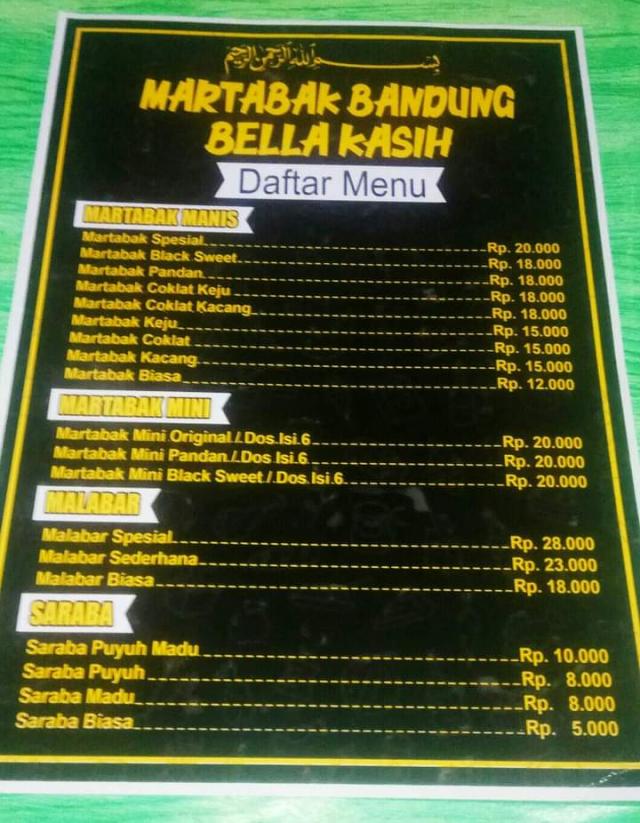 بسم الله الرحمن الرحيم
MARTABAK BANDUNG
BELLA KASIH
Daftar Menu
MARTABAK MANIS
Martabak Spesial Rp. 20.000
Martabak Black Sweet Rp. 18.000
Martabak Pandan Rp. 18.000
Martabak Coklat Keju Rp. 18.000
Martabak Coklat Kacang Rp. 18.000
Martabak Keju Rp. 15.000
Martabak Coklat Rp. 15.000
Martabak Kacang Rp. 15.000
Martabak Biasa Rp. 12.000
MARTABAK MINI
Martabak Mini Original / Dos Isi 6 Rp. 20.000
Martabak Mini Pandan / Dos Isi 6 Rp. 20.000
Martabak Mini Black Sweet / Dos Isi 6 Rp. 20.000
MALABAR
Malabar Spesial Rp. 28.000
Malabar Sederhana Rp. 23.000
Malabar Biasa Rp. 18.000
SARABA
Saraba Puyuh Madu Rp. 10.000
Saraba Puyuh Rp. 8.000
Saraba Madu Rp. 8.000
Saraba Biasa Rp. 5.000